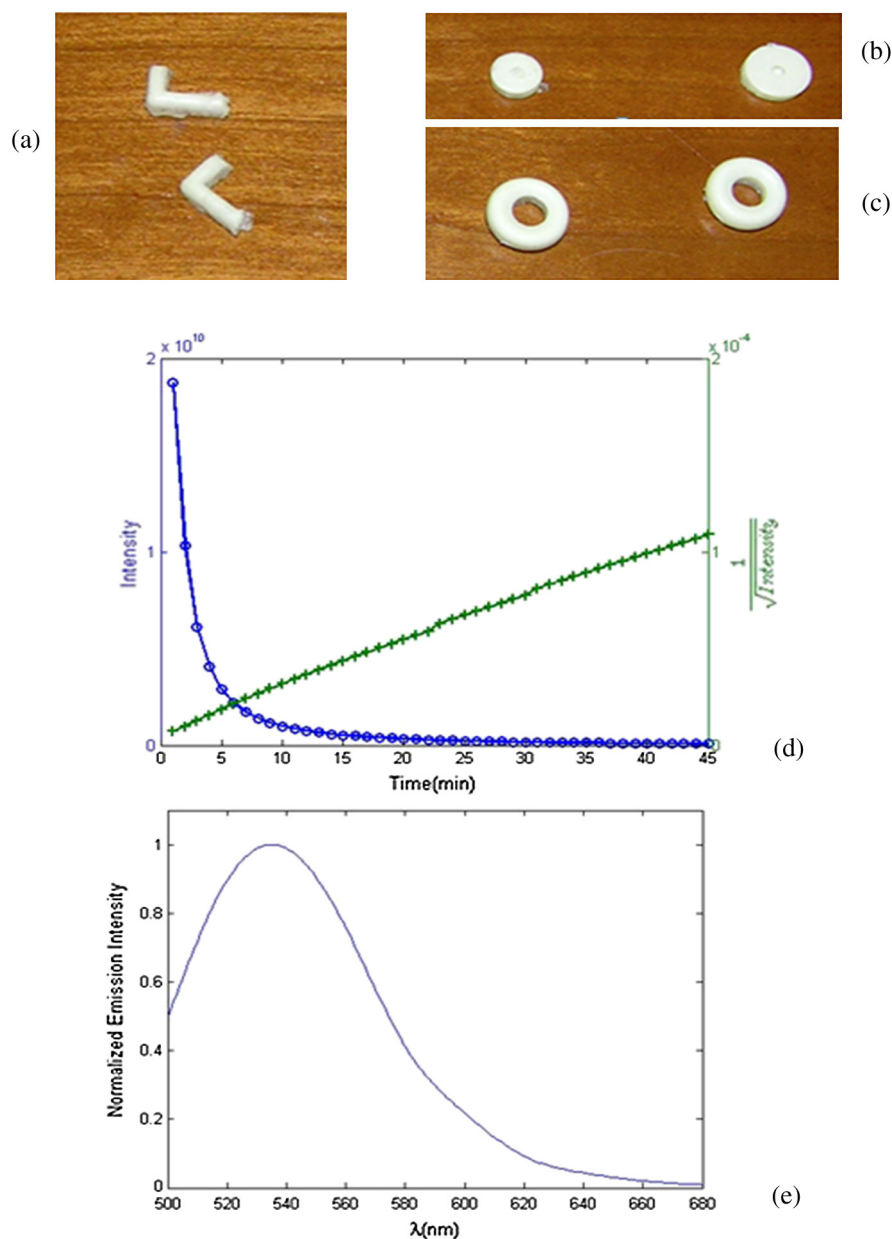 (a)
(b)
(c)
2 × 10^10
× 10^-4
2
Intensity
1
1
1/√Intensity
0
0
0 5 10 15 20 25 30 35 40 45
Time(min)
(d)
1
0.8
0.6
0.4
0.2
0
Normalized Emission Intensity
500 520 540 560 580 600 620 640 660 680
λ(nm)
(e)